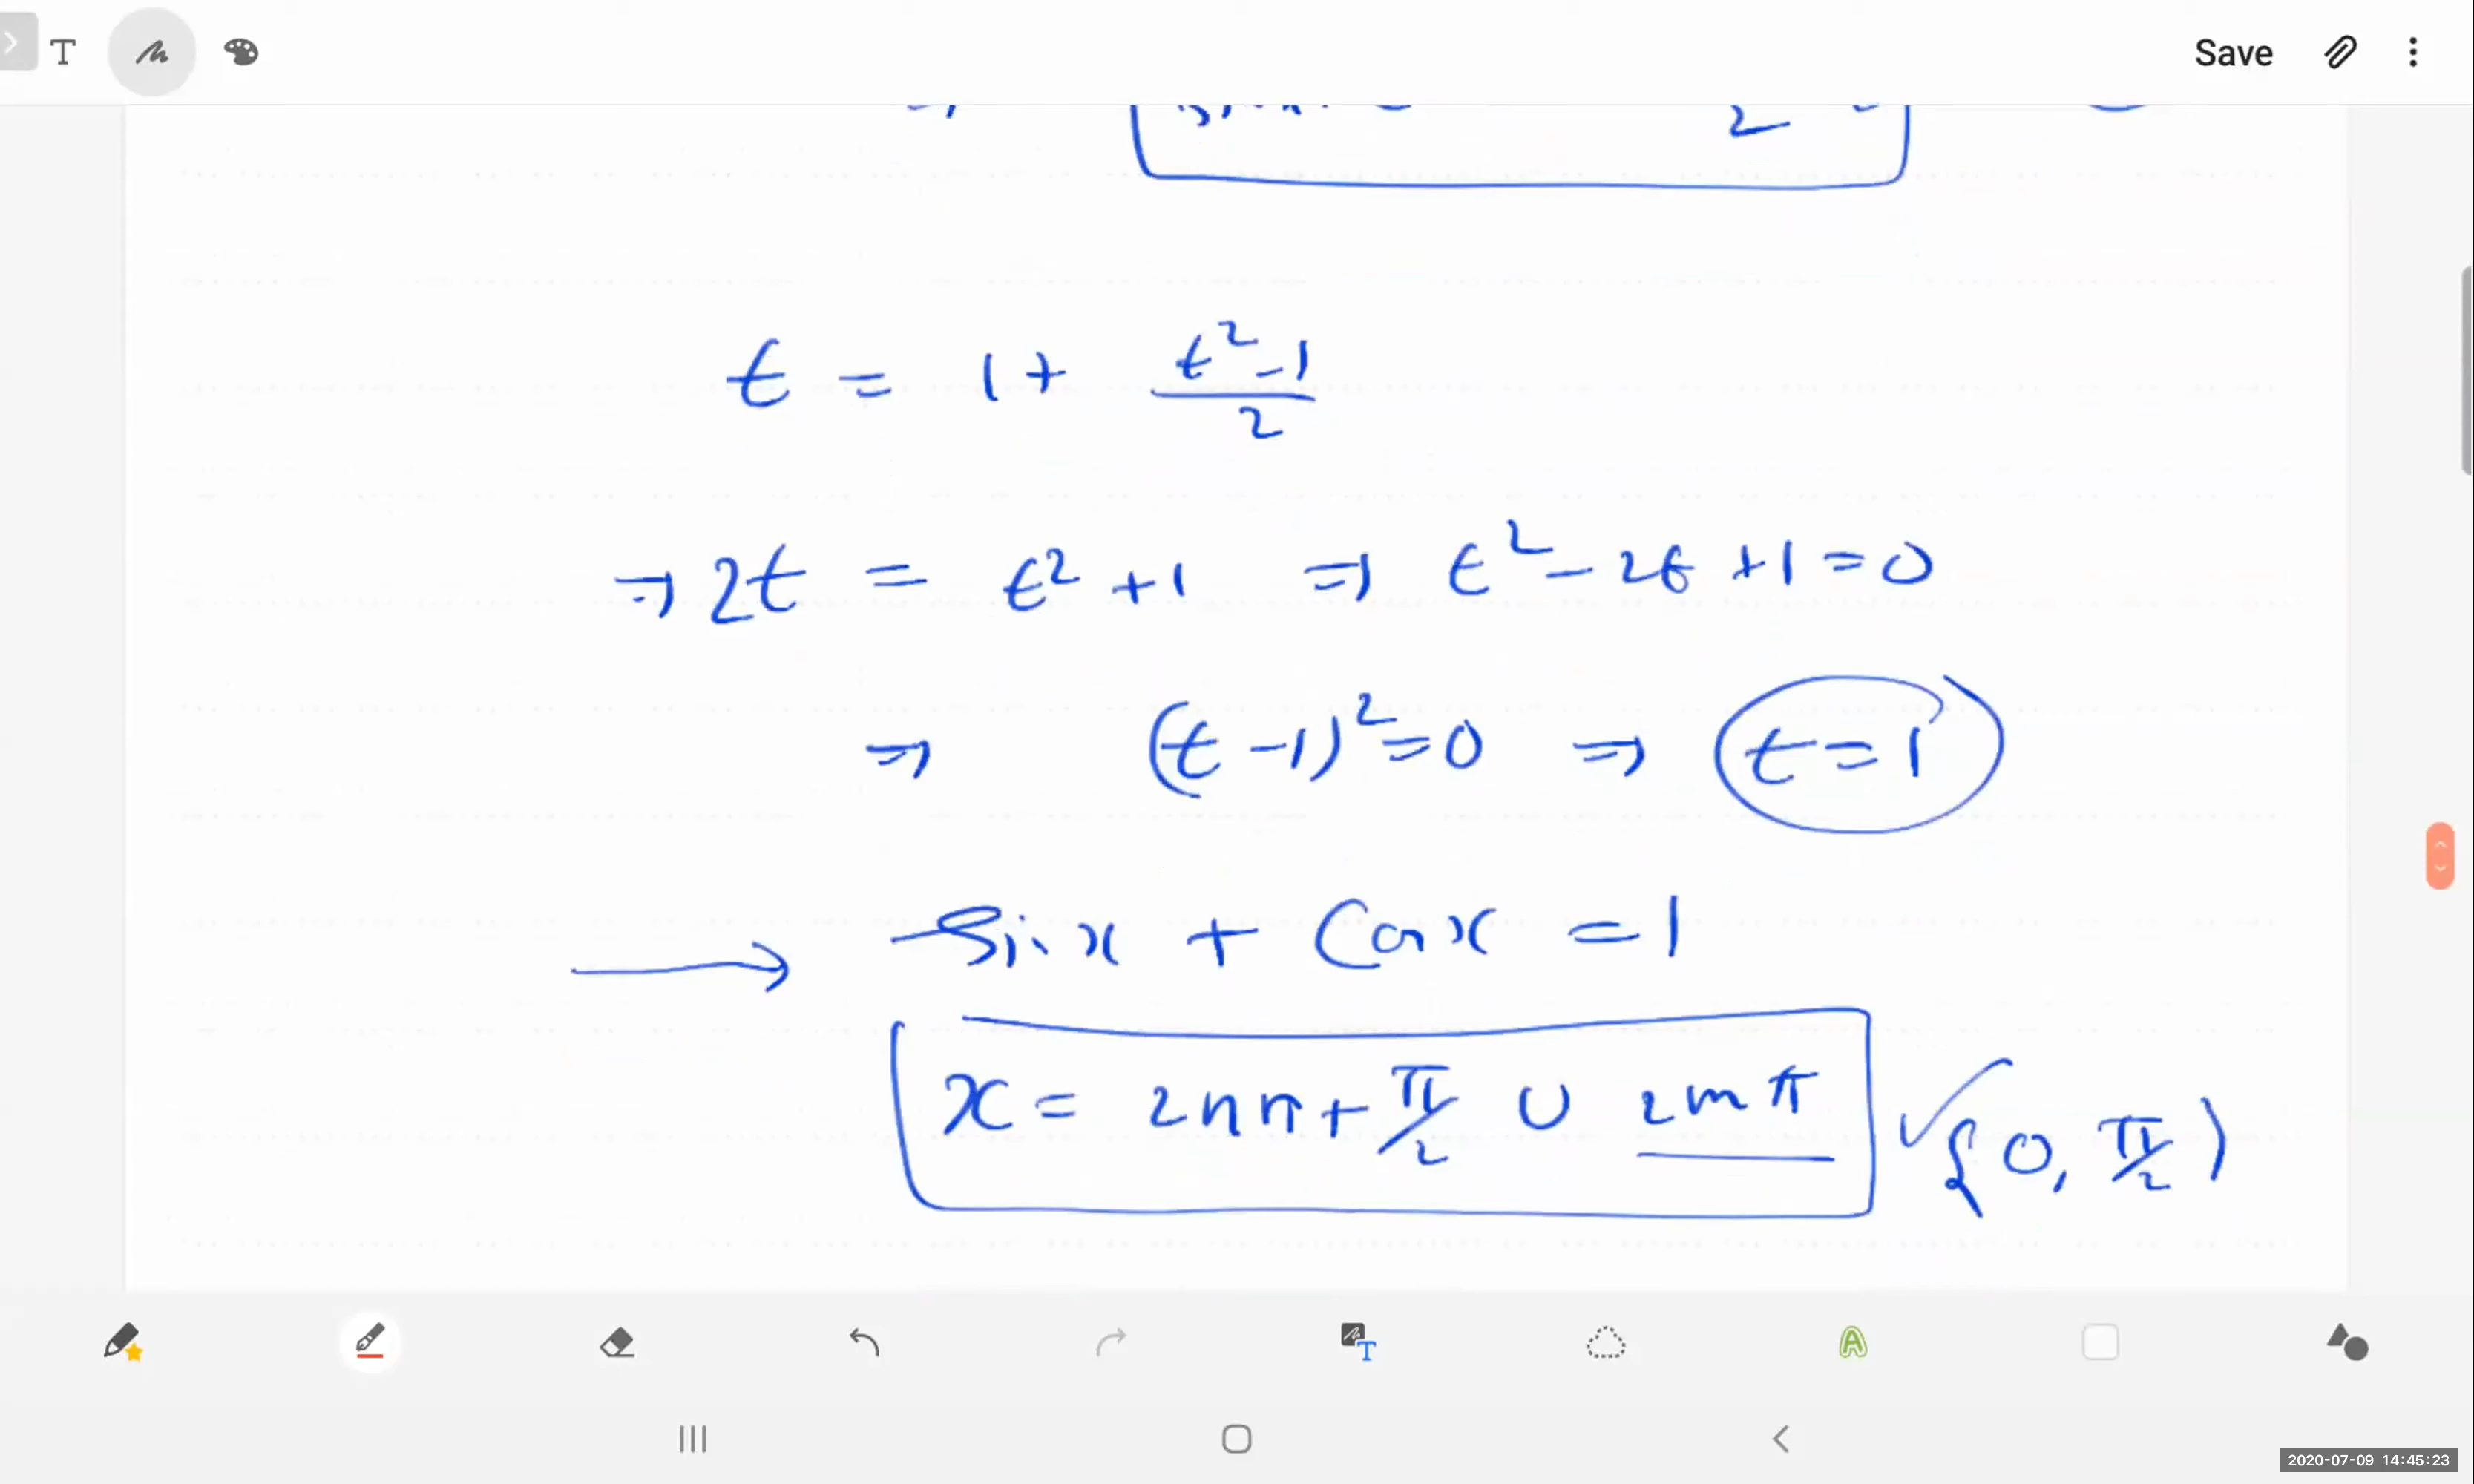 T Save
2
t = 1 + (t² - 1)/2
⇒ 2t = t² + 1 ⇒ t² - 2t + 1 = 0
⇒ (t - 1)² = 0 ⇒ t = 1
→ Sin x + Cos x = 1
x = 2nπ + π/2 ∪ 2mπ ✓ {0, π/2)
T A
2020-07-09 14:45:23